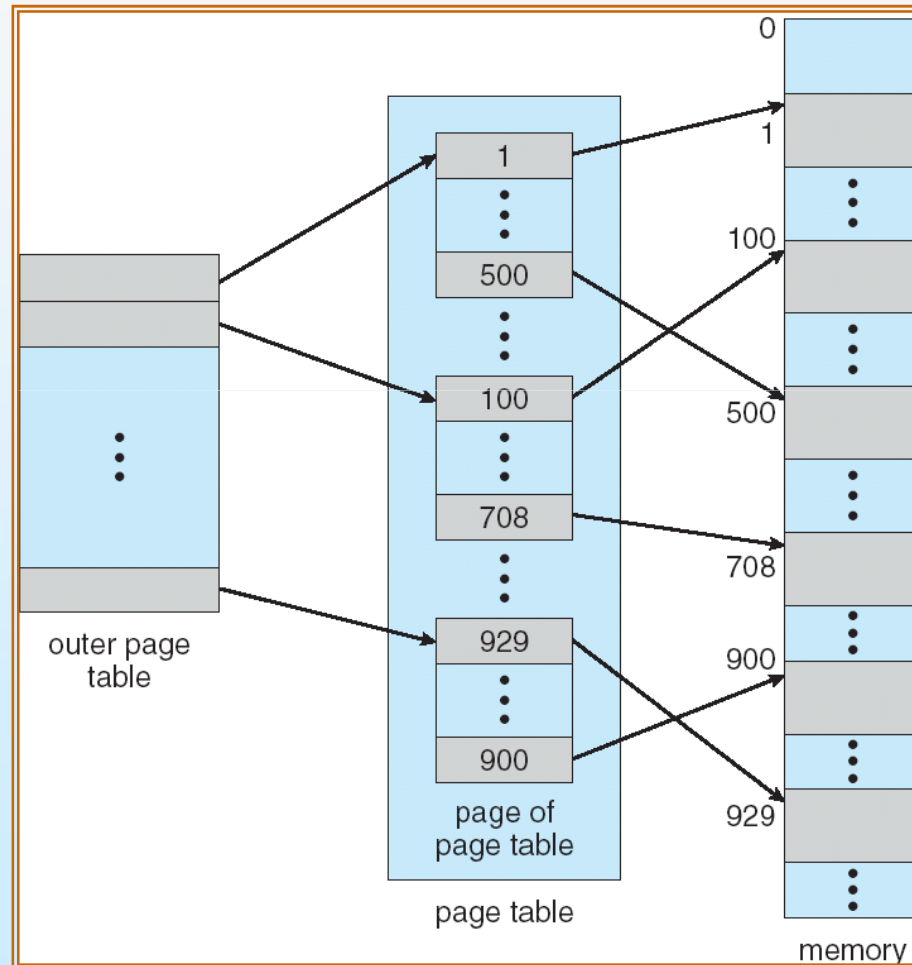 0
1
100
500
708
900
929
1
500
100
708
929
900
outer page
table
page of
page table
page table
memory